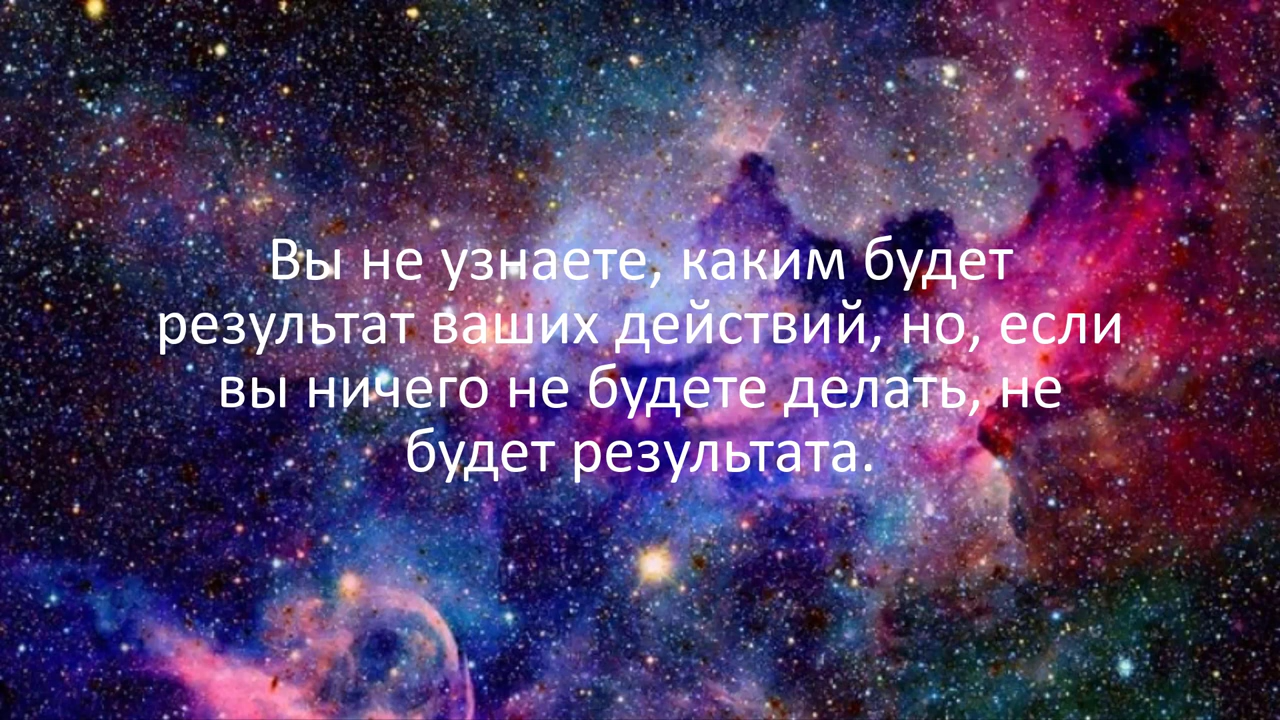 Вы не узнаете, каким будет
результат ваших действий, но, если
вы ничего не будете делать, не
будет результата.